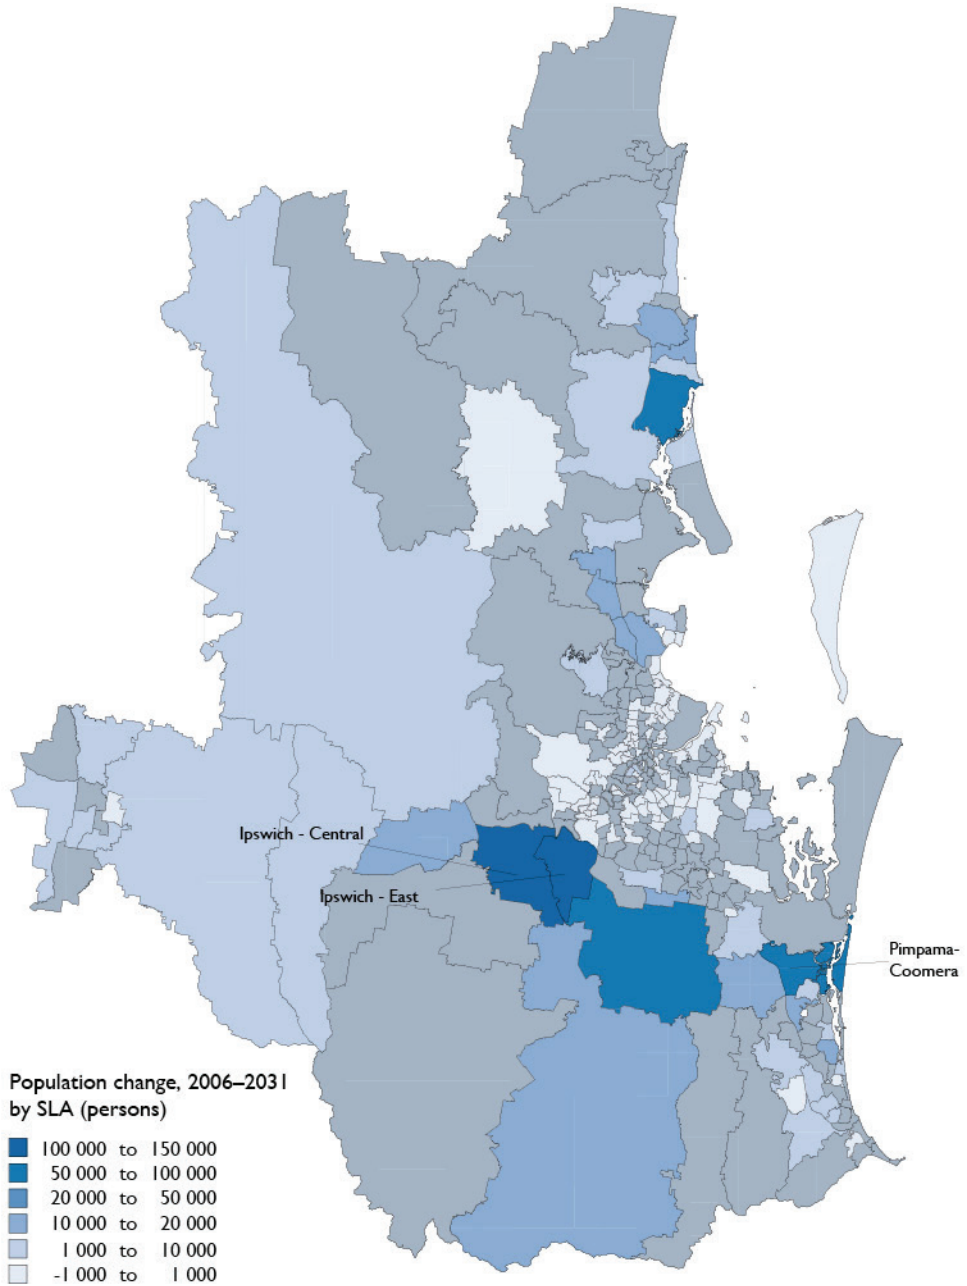 Ipswich - Central
Ipswich - East
Pimpama-
Coomera
Population change, 2006–2031
by SLA (persons)
100 000 to 150 000
50 000 to 100 000
20 000 to 50 000
10 000 to 20 000
1 000 to 10 000
-1 000 to 1 000